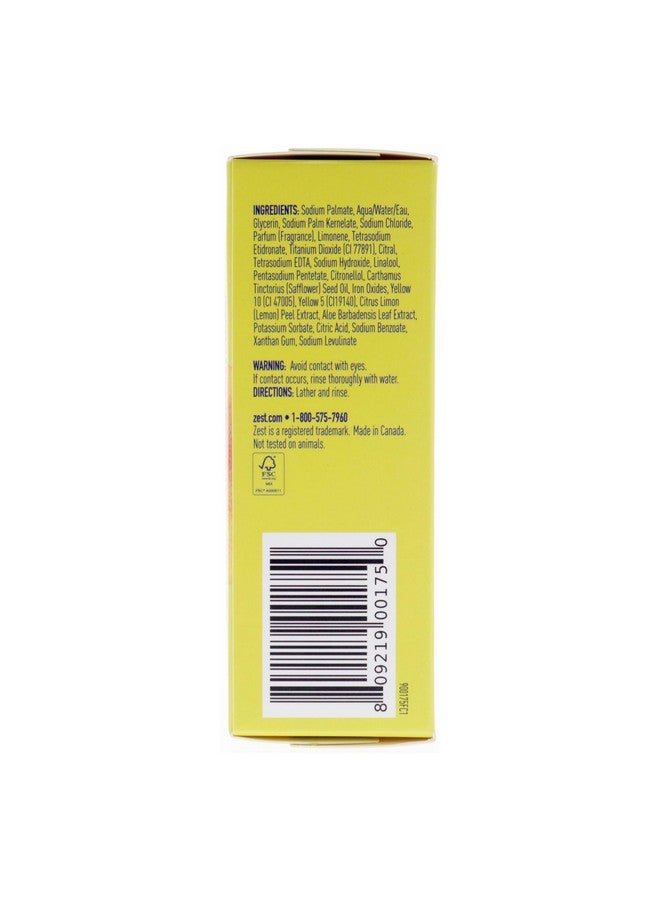 INGREDIENTS: Sodium Palmate, Aqua/Water/Eau,
Glycerin, Sodium Palm Kernelate, Sodium Chloride,
Parfum (Fragrance), Limonene, Tetrasodium
Etidronate, Titanium Dioxide (CI 77891), Citral,
Tetrasodium EDTA, Sodium Hydroxide, Linalool,
Pentasodium Pentetate, Citronellol, Carthamus
Tinctorius (Safflower) Seed Oil, Iron Oxides, Yellow
10 (CI 47005), Yellow 5 (CI19140), Citrus Limon
(Lemon) Peel Extract, Aloe Barbadensis Leaf Extract,
Potassium Sorbate, Citric Acid, Sodium Benzoate,
Xanthan Gum, Sodium Levulinate
WARNING: Avoid contact with eyes.
If contact occurs, rinse thoroughly with water.
DIRECTIONS: Lather and rinse.
zest.com • 1-800-575-7960
Zest is a registered trademark. Made in Canada.
Not tested on animals.
FSC
MIX
8 09219 00175 0
900175FC1